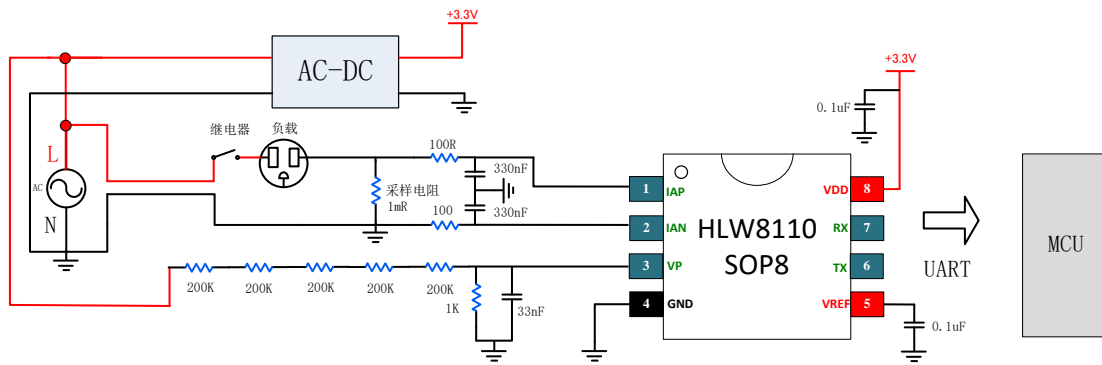 +3.3V
AC-DC
+3.3V
0.1uF
继电器
负载
L
AC
N
100R
330nF
采样电阻
1mR
330nF
100
1
IAP
VDD
8
2
IAN
HLW8110
RX
7
3
VP
SOP8
TX
6
4
GND
VREF
5
UART
MCU
200K
200K
200K
200K
200K
1K
33nF
0.1uF